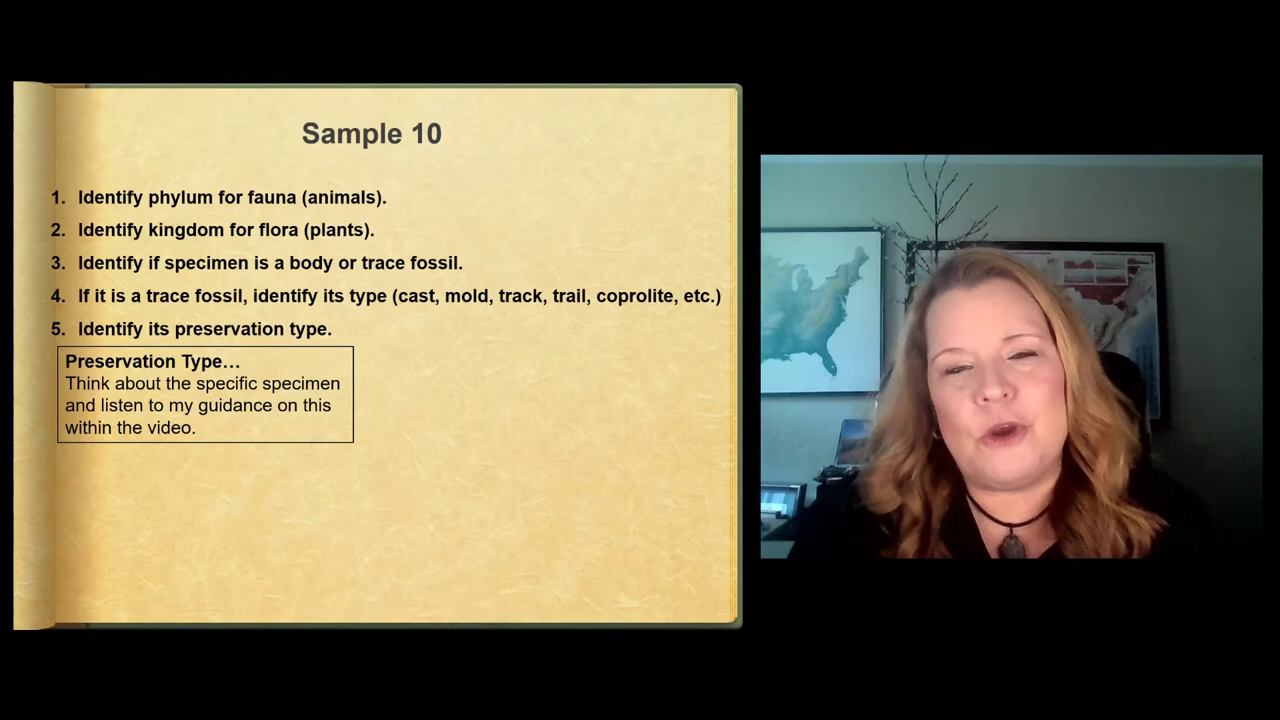 Sample 10
1. Identify phylum for fauna (animals).
2. Identify kingdom for flora (plants).
3. Identify if specimen is a body or trace fossil.
4. If it is a trace fossil, identify its type (cast, mold, track, trail, coprolite, etc.)
5. Identify its preservation type.
Preservation Type…
Think about the specific specimen
and listen to my guidance on this
within the video.